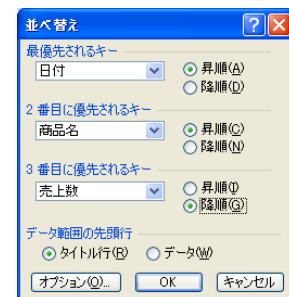 並べ替え
最優先されるキー
日付 昇順(A)
降順(D)
2 番目に優先されるキー
商品名 昇順(C)
降順(N)
3 番目に優先されるキー
売上数 昇順(I)
降順(G)
データ範囲の先頭行
タイトル行(R) データ(W)
オプション(O)... OK キャンセル